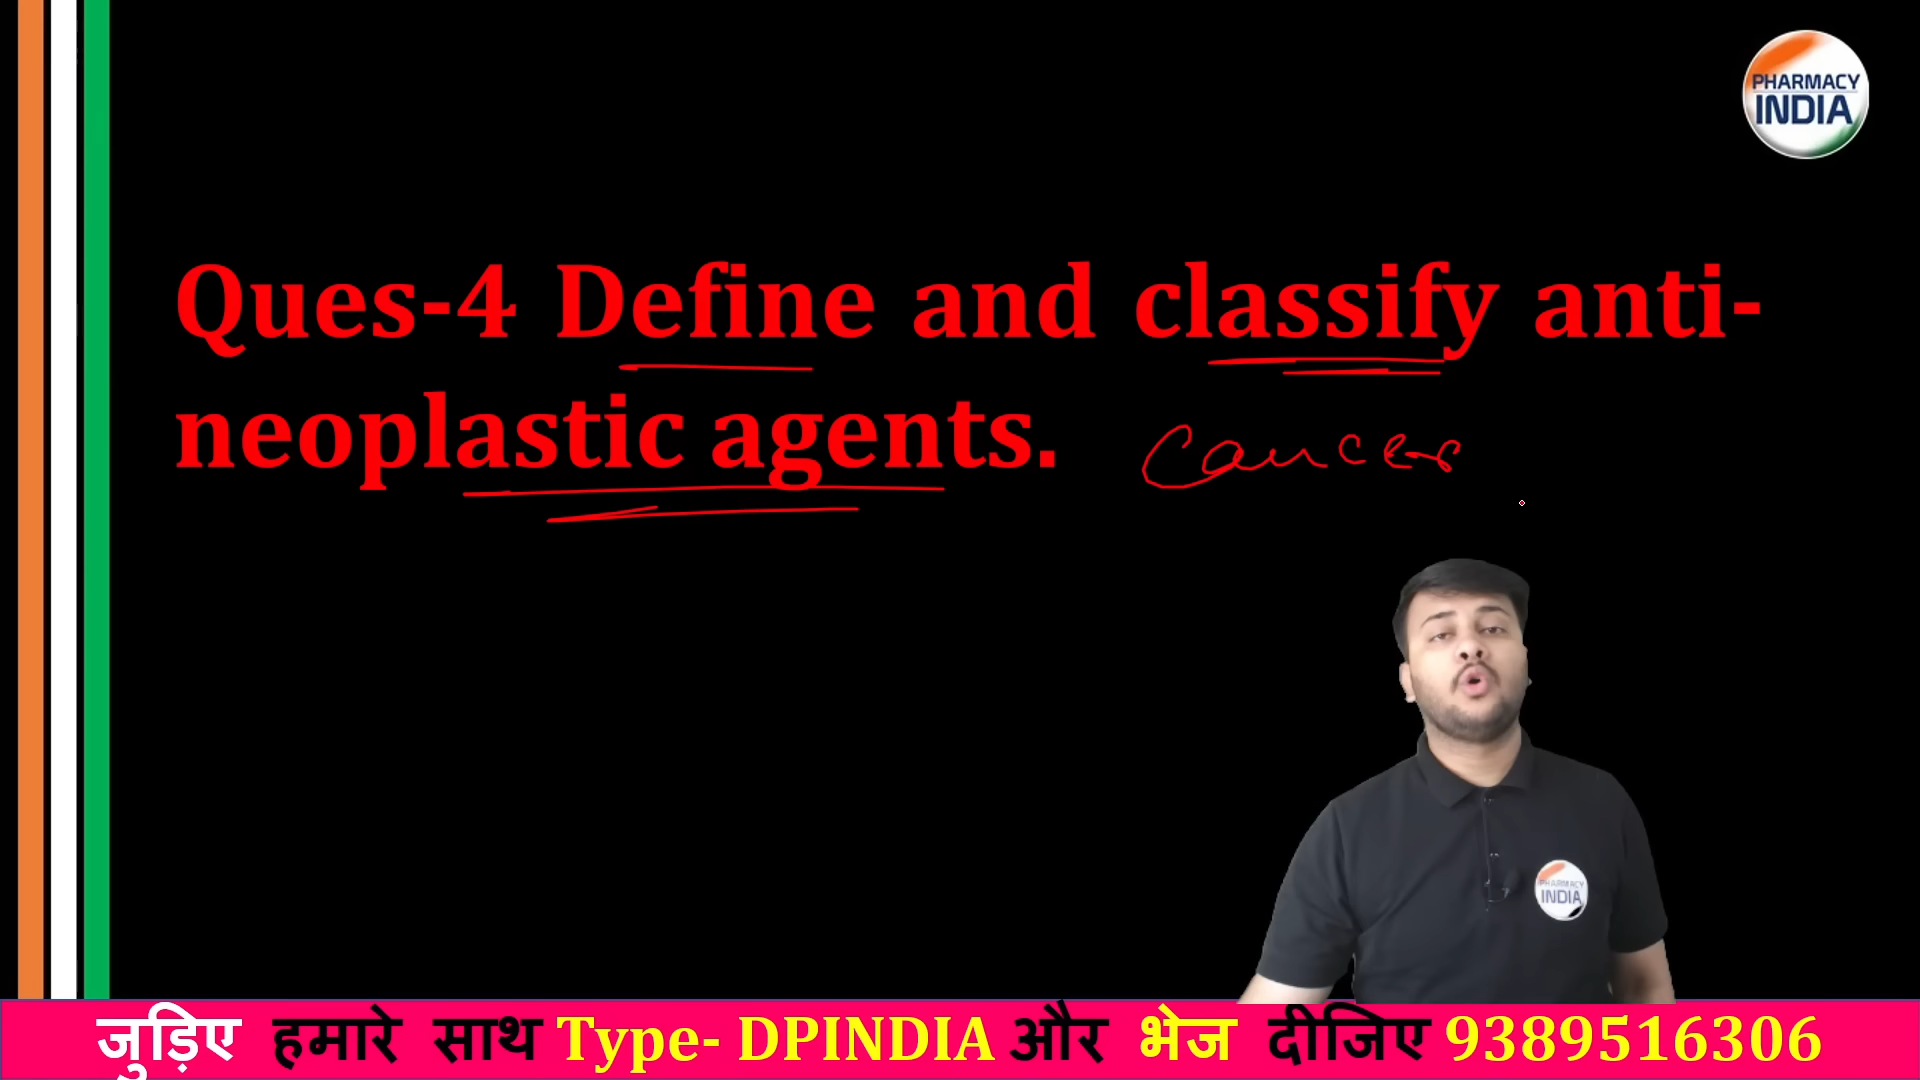 PHARMACY
INDIA
Ques-4 Define and classify anti-
neoplastic agents.
Cancer
PHARMACY
INDIA
जुड़िए हमारे साथ Type- DPINDIA और भेज दीजिए 9389516306